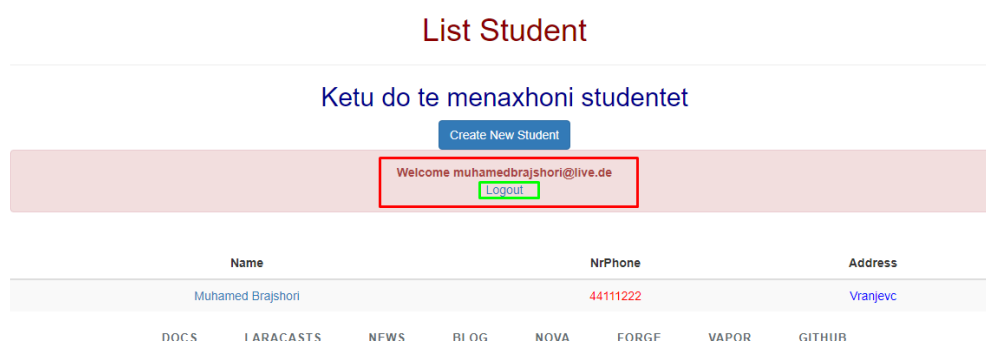 List Student
Ketu do te menaxhoni studentet
Create New Student
Welcome muhamedbrajshori@live.de
Logout
Name NrPhone Address
Muhamed Brajshori 44111222 Vranjevc
DOCS LARACASTS NEWS BLOG NOVA FORGE VAPOR GITHUB